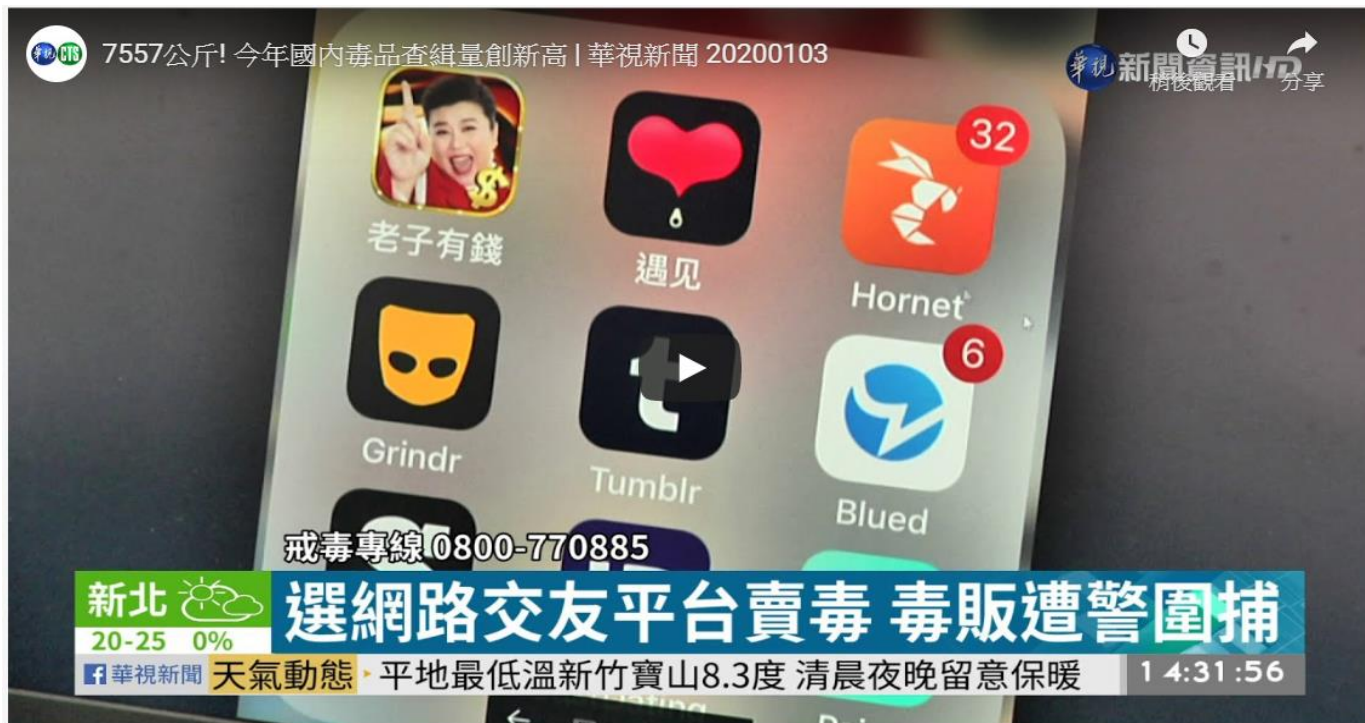 華視 CTS 7557公斤! 今年國內毒品查緝量創新高 | 華視新聞 20200103
華視 新聞資訊HD
稍後觀看 分享
32
老子有錢 遇见 Hornet
6
Grindr Tumblr Blued
戒毒專線 0800-770885
新北
20-25 0%
選網路交友平台賣毒 毒販遭警圍捕
華視新聞 天氣動態 平地最低溫新竹寶山8.3度 清晨夜晚留意保暖 14:31:56